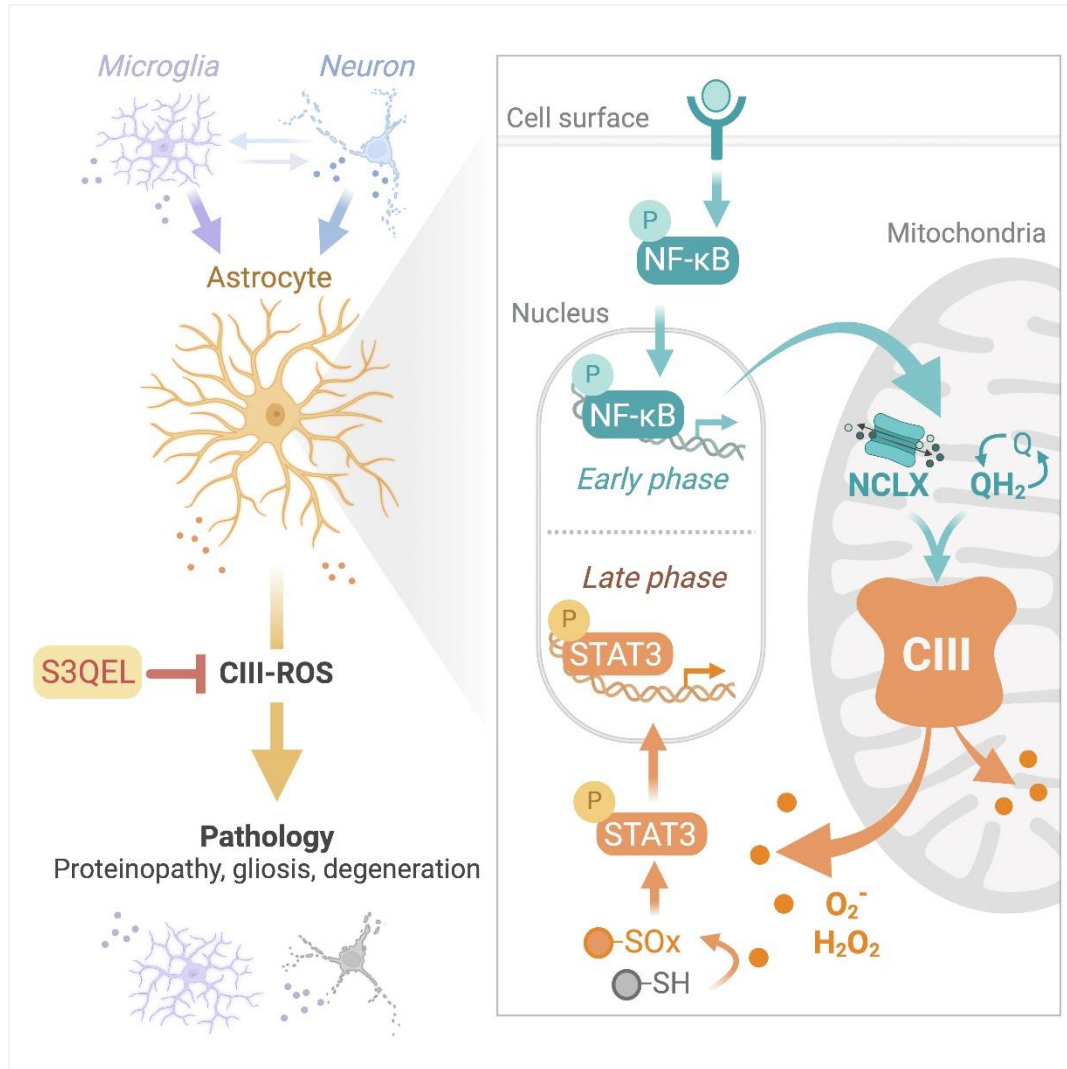 Microglia
Neuron
Astrocyte
S3QEL
CIII-ROS
Pathology
Proteinopathy, gliosis, degeneration
Cell surface
P
NF-κB
Mitochondria
Nucleus
P
NF-κB
Early phase
NCLX
Q
QH₂
Late phase
P
STAT3
CIII
P
STAT3
-SOx
-SH
O₂⁻
H₂O₂